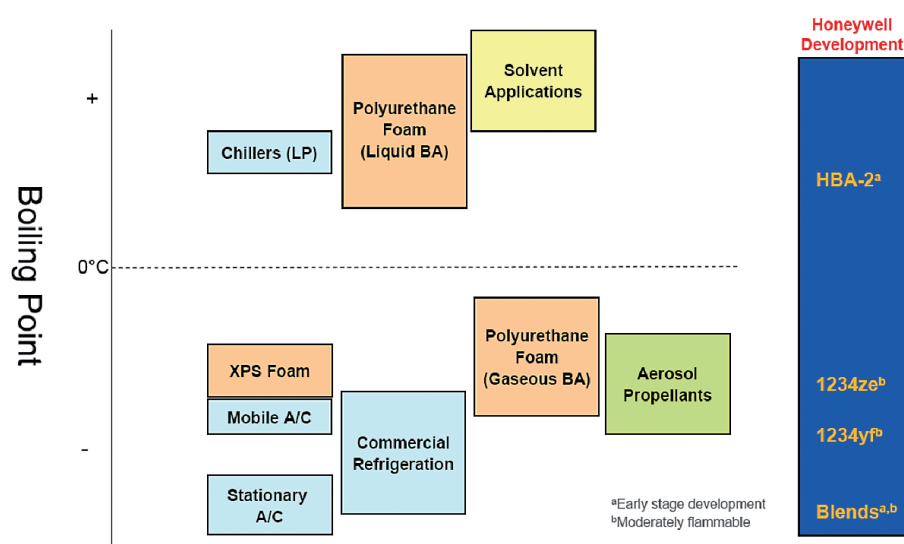 Honeywell
Development
Boiling Point
+
0°C
-
Solvent
Applications
Polyurethane
Foam
(Liquid BA)
Chillers (LP)
HBA-2ᵃ
Polyurethane
Foam
(Gaseous BA)
XPS Foam
Mobile A/C
Aerosol
Propellants
1234zeᵇ
Commercial
Refrigeration
1234yfᵇ
Stationary
A/C
ᵃEarly stage development
ᵇModerately flammable
Blendsᵃ,ᵇ